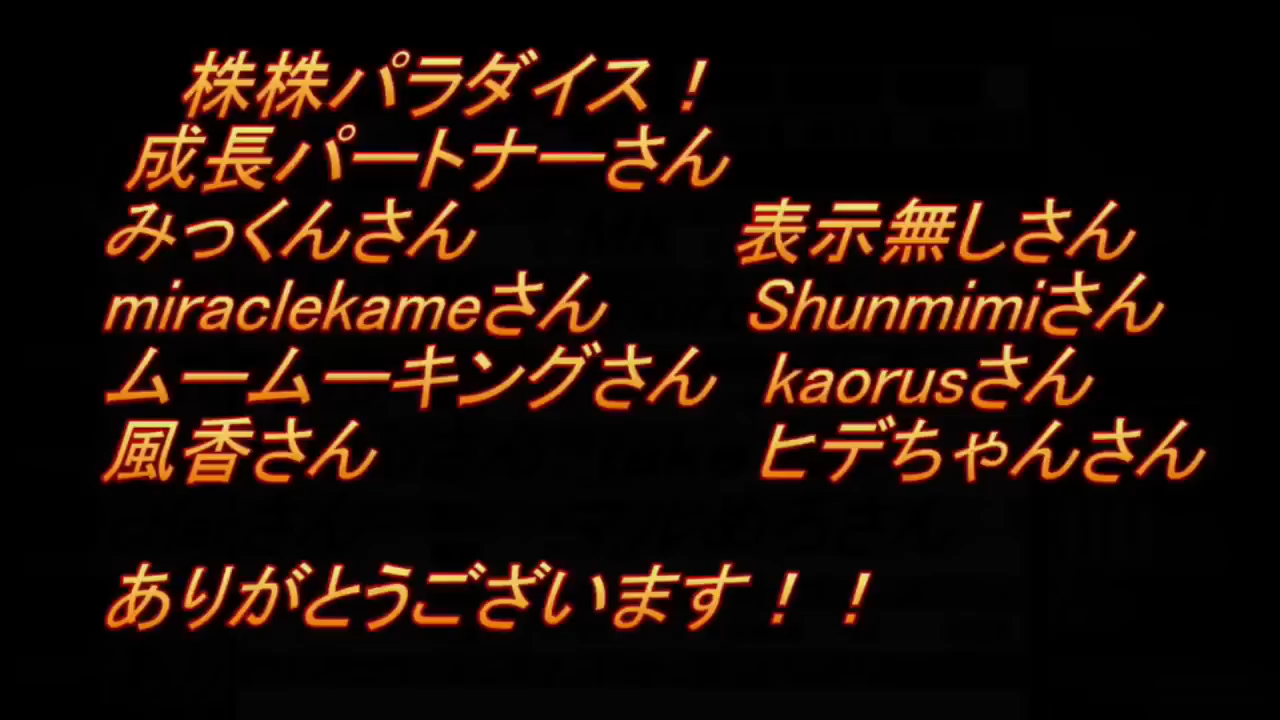 株株パラダイス！
成長パートナーさん
みっくんさん 表示無しさん
miraclekameさん Shunmimiさん
ムームーキングさん kaorusさん
風香さん ヒデちゃんさん
ありがとうございます！！